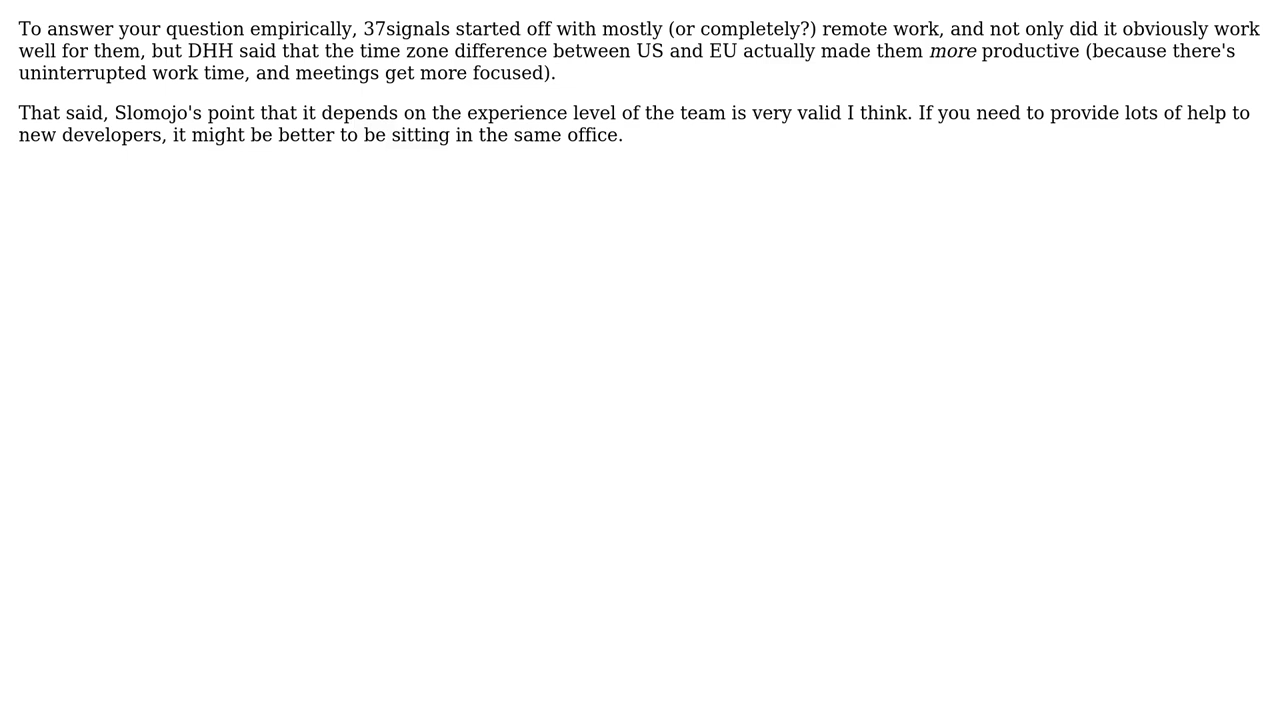 To answer your question empirically, 37signals started off with mostly (or completely?) remote work, and not only did it obviously work
well for them, but DHH said that the time zone difference between US and EU actually made them more productive (because there's
uninterrupted work time, and meetings get more focused).
That said, Slomojo's point that it depends on the experience level of the team is very valid I think. If you need to provide lots of help to
new developers, it might be better to be sitting in the same office.